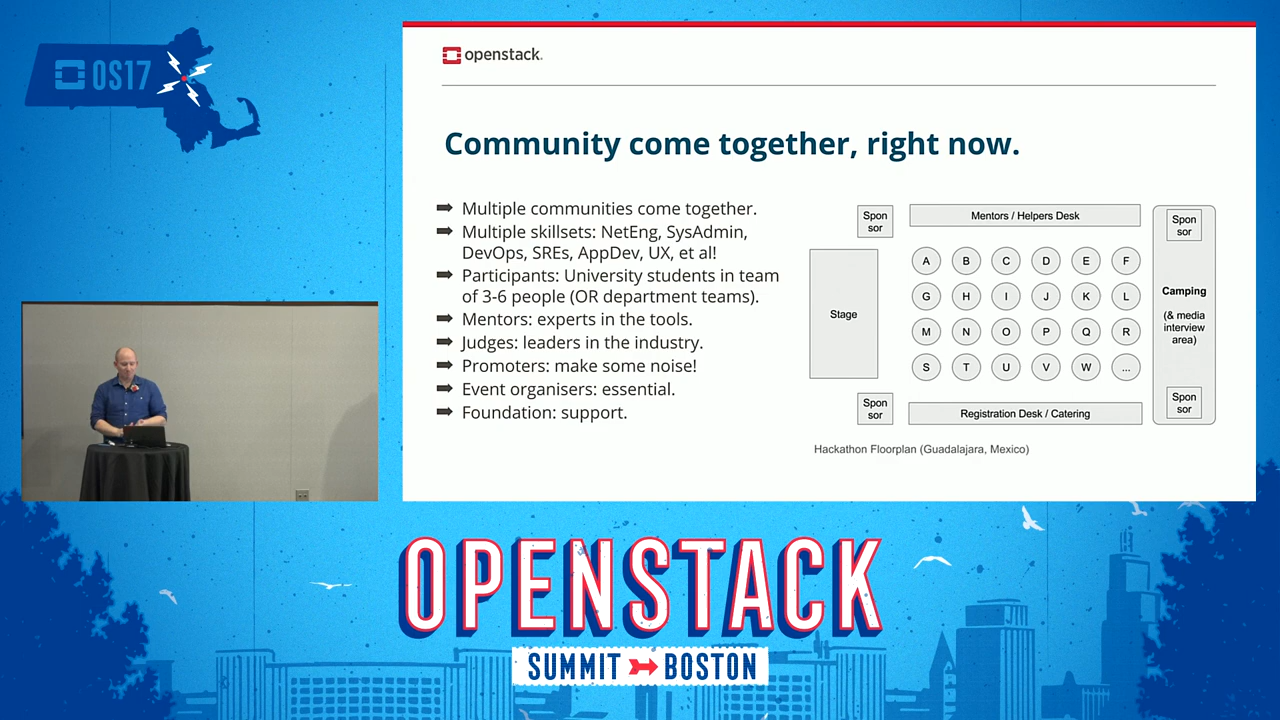 OS17
openstack.
Community come together, right now.
Multiple communities come together.
Multiple skillsets: NetEng, SysAdmin,
DevOps, SREs, AppDev, UX, et al!
Participants: University students in team
of 3-6 people (OR department teams).
Mentors: experts in the tools.
Judges: leaders in the industry.
Promoters: make some noise!
Event organisers: essential.
Foundation: support.
Spon
sor
Mentors / Helpers Desk
Spon
sor
Stage
A B C D E F
G H I J K L
M N O P Q R
S T U V W ...
Camping
(& media
interview
area)
Spon
sor
Registration Desk / Catering
Spon
sor
Hackathon Floorplan (Guadalajara, Mexico)
OPENSTACK
SUMMIT BOSTON